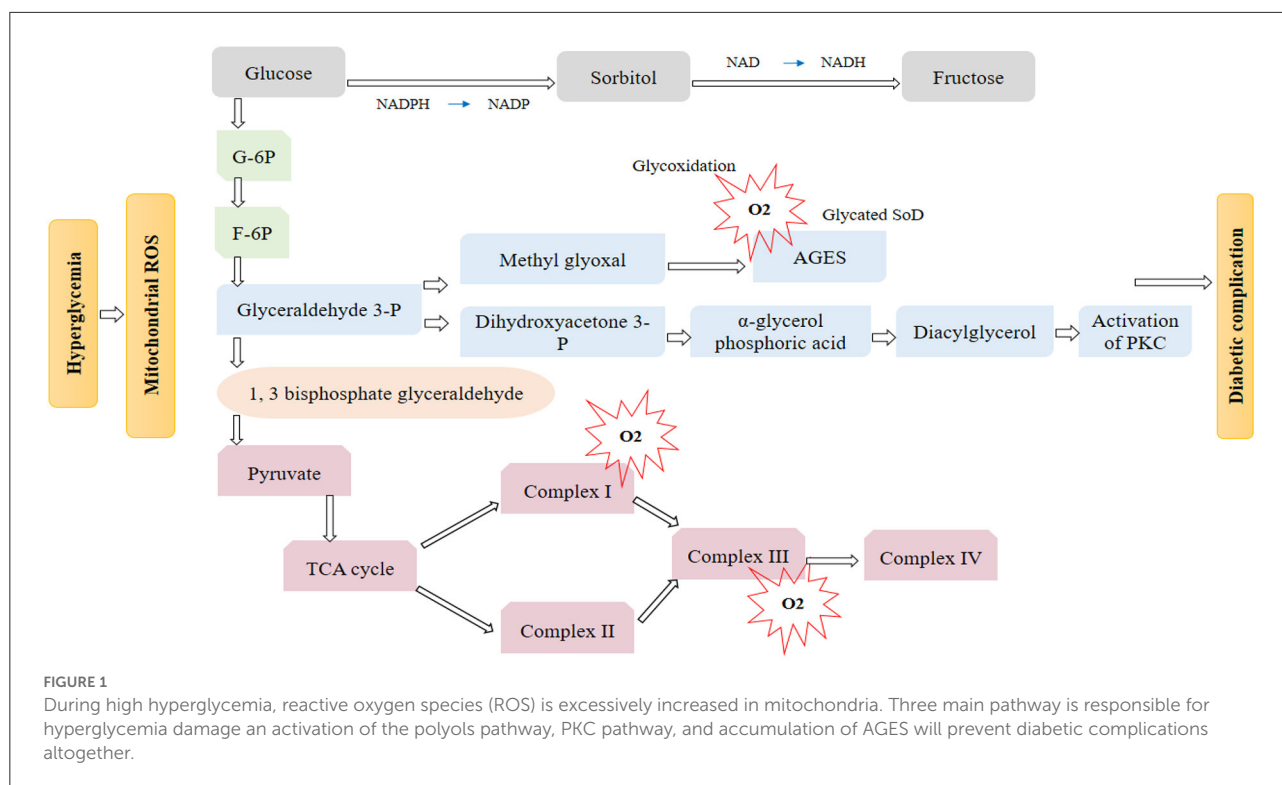 Glucose
Sorbitol
Fructose
NADPH → NADP
NAD → NADH
G-6P
F-6P
Hyperglycemia
Mitochondrial ROS
Glycoxidation
O2
Glycated SoD
AGES
Methyl glyoxal
Glyceraldehyde 3-P
Dihydroxyacetone 3-
P
α-glycerol
phosphoric acid
Diacylglycerol
Activation
of PKC
Diabetic complication
1, 3 bisphosphate glyceraldehyde
O2
Pyruvate
Complex I
TCA cycle
Complex III
Complex IV
O2
Complex II
FIGURE 1
During high hyperglycemia, reactive oxygen species (ROS) is excessively increased in mitochondria. Three main pathway is responsible for
hyperglycemia damage an activation of the polyols pathway, PKC pathway, and accumulation of AGES will prevent diabetic complications
altogether.